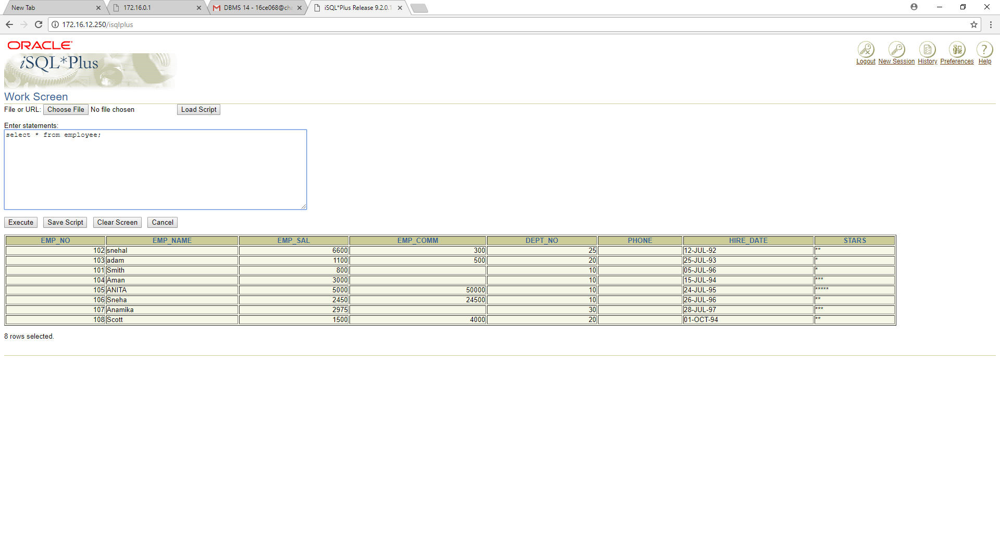 New Tab 172.16.0.1 DBMS 14 - 16ce068@cha iSQL*Plus Release 9.2.0.1
172.16.12.250/isqlplus
ORACLE
iSQL*Plus
Logout New Session History Preferences Help
Work Screen
File or URL: Choose File No file chosen Load Script
Enter statements:
select * from employee;
Execute Save Script Clear Screen Cancel
EMP_NO EMP_NAME EMP_SAL EMP_COMM DEPT_NO PHONE HIRE_DATE STARS
102 snehal 6600 300 25 12-JUL-92 **
103 adam 1100 500 20 25-JUL-93 *
101 Smith 800 10 05-JUL-96 *
104 Aman 3000 10 15-JUL-94 ***
105 ANITA 5000 50000 10 24-JUL-95 *****
106 Sneha 2450 24500 10 26-JUL-96 **
107 Anamika 2975 30 28-JUL-97 ***
108 Scott 1500 4000 20 01-OCT-94 **
8 rows selected.